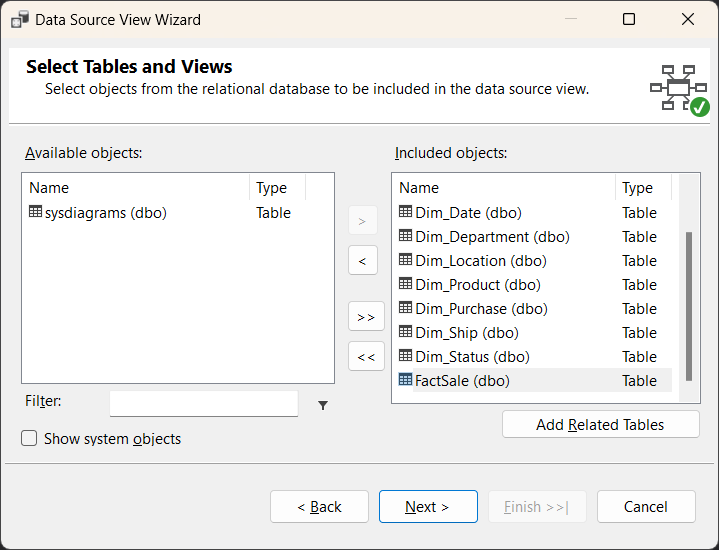 Data Source View Wizard
Select Tables and Views
Select objects from the relational database to be included in the data source view.
Available objects:
Name Type
sysdiagrams (dbo) Table
>
<
>>
<<
Included objects:
Name Type
Dim_Date (dbo) Table
Dim_Department (dbo) Table
Dim_Location (dbo) Table
Dim_Product (dbo) Table
Dim_Purchase (dbo) Table
Dim_Ship (dbo) Table
Dim_Status (dbo) Table
FactSale (dbo) Table
Filter:
Add Related Tables
Show system objects
< Back Next > Finish >>| Cancel